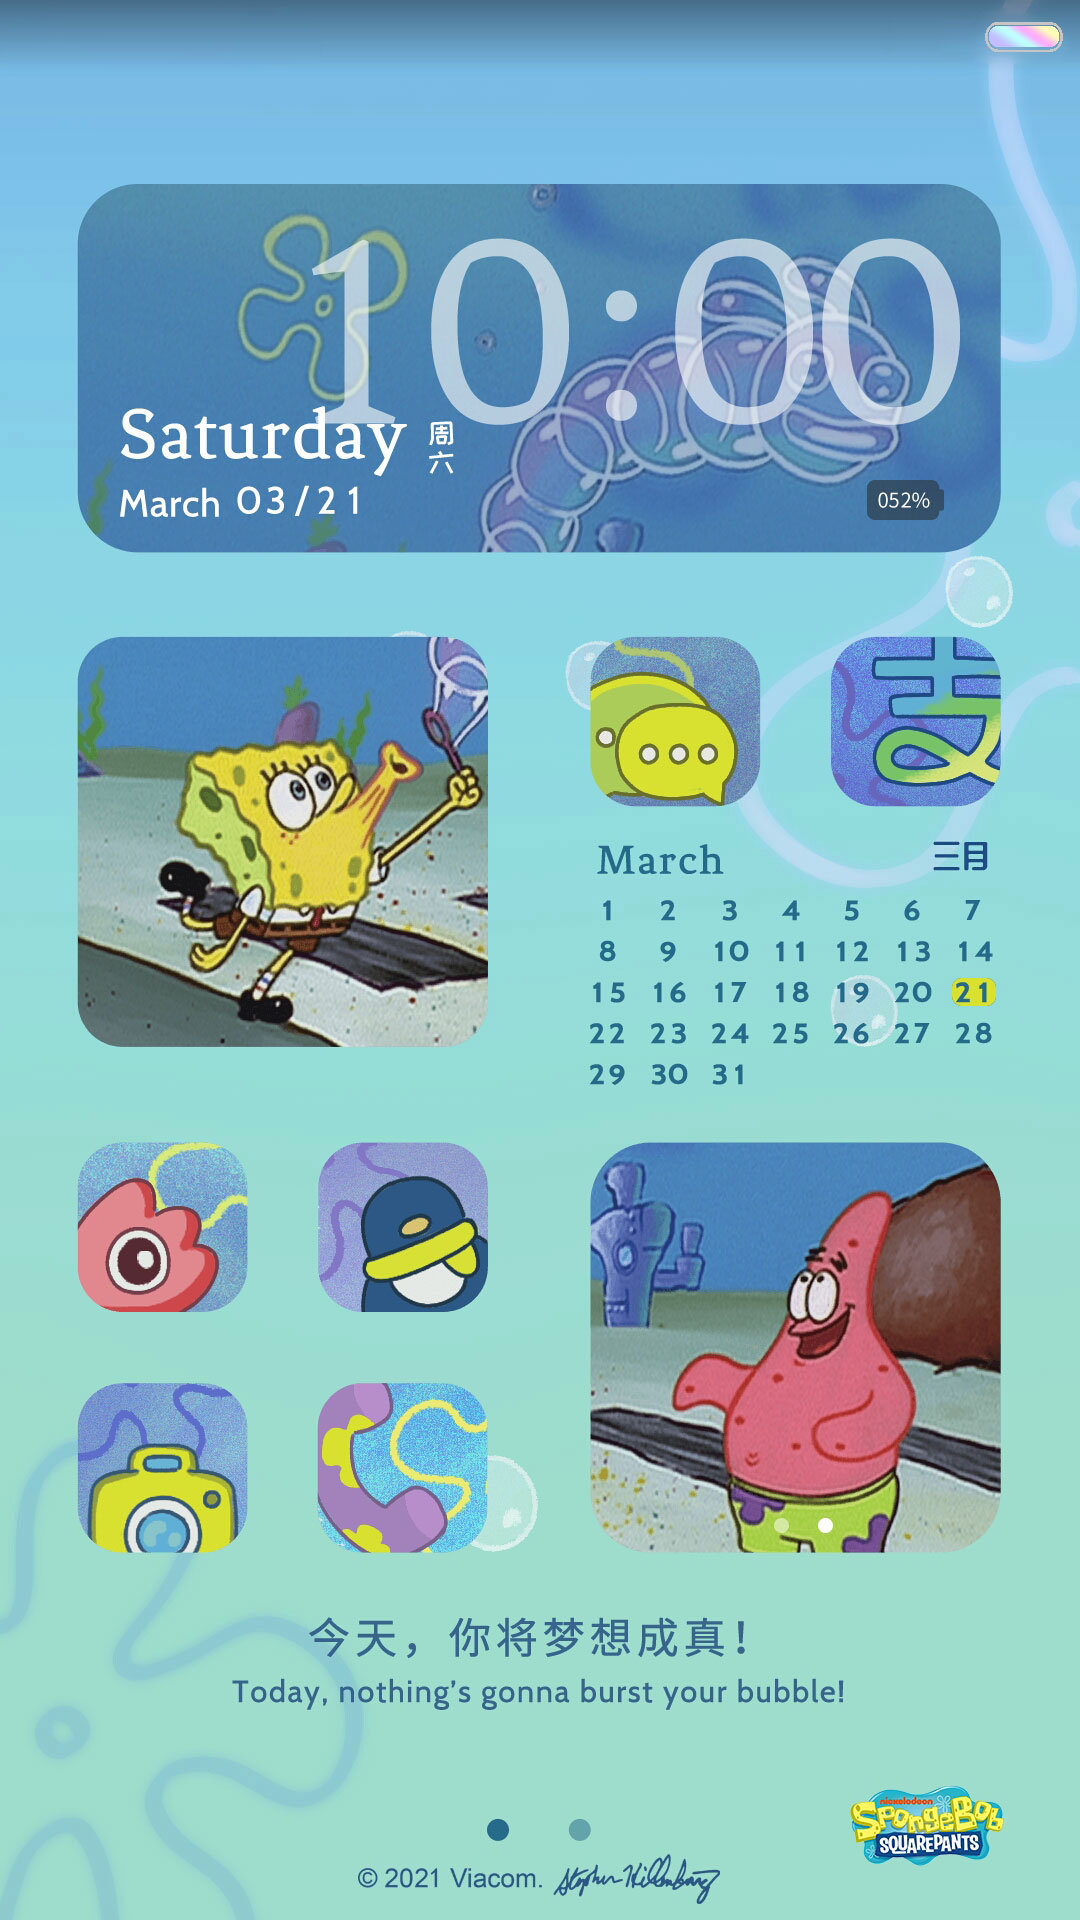 10:00
Saturday 周六
March 03/21
052%
支
March 三月
1 2 3 4 5 6 7
8 9 10 11 12 13 14
15 16 17 18 19 20 21
22 23 24 25 26 27 28
29 30 31
今天，你将梦想成真！
Today, nothing's gonna burst your bubble!
nickelodeon
SpongeBob
SQUAREPANTS
© 2021 Viacom. Stephen Hillenburg